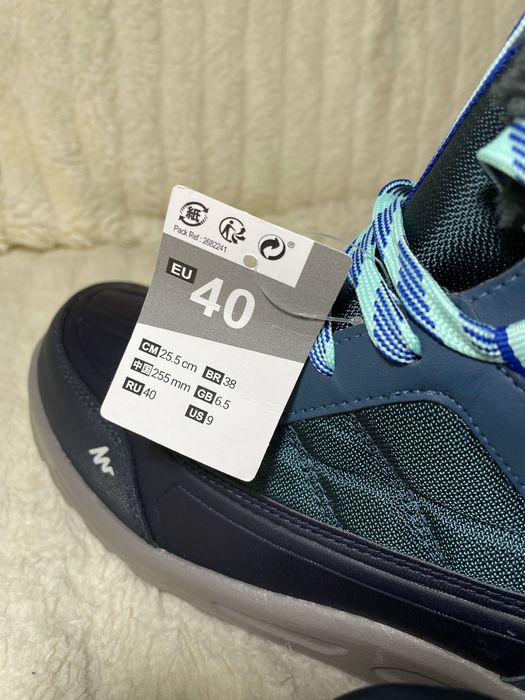 紙
Pack Ref : 2682241
®
EU 40
CM 25.5 cm BR 38
中国 255 mm GB 6.5
RU 40 US 9